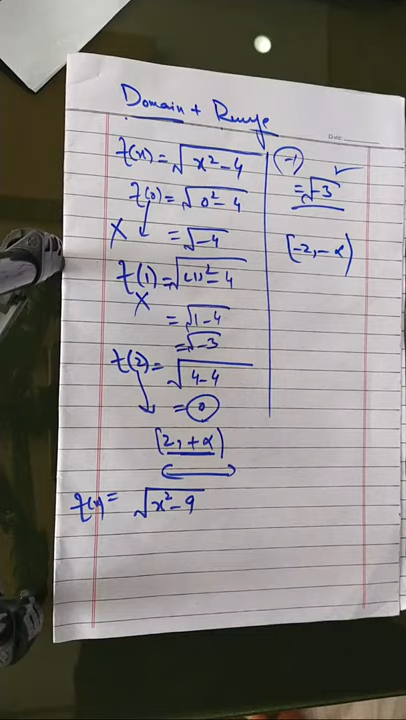 Domain + Range
Date
f(x) = √x²-4
f(0) = √0²-4
X
= √-4
f(1) = √(1)²-4
X
= √1-4
= √-3
f(2) = √4-4
= 0
[2, +α)
f(x) = √x²-9
-1
= √-3 ✓
[-2, -α)